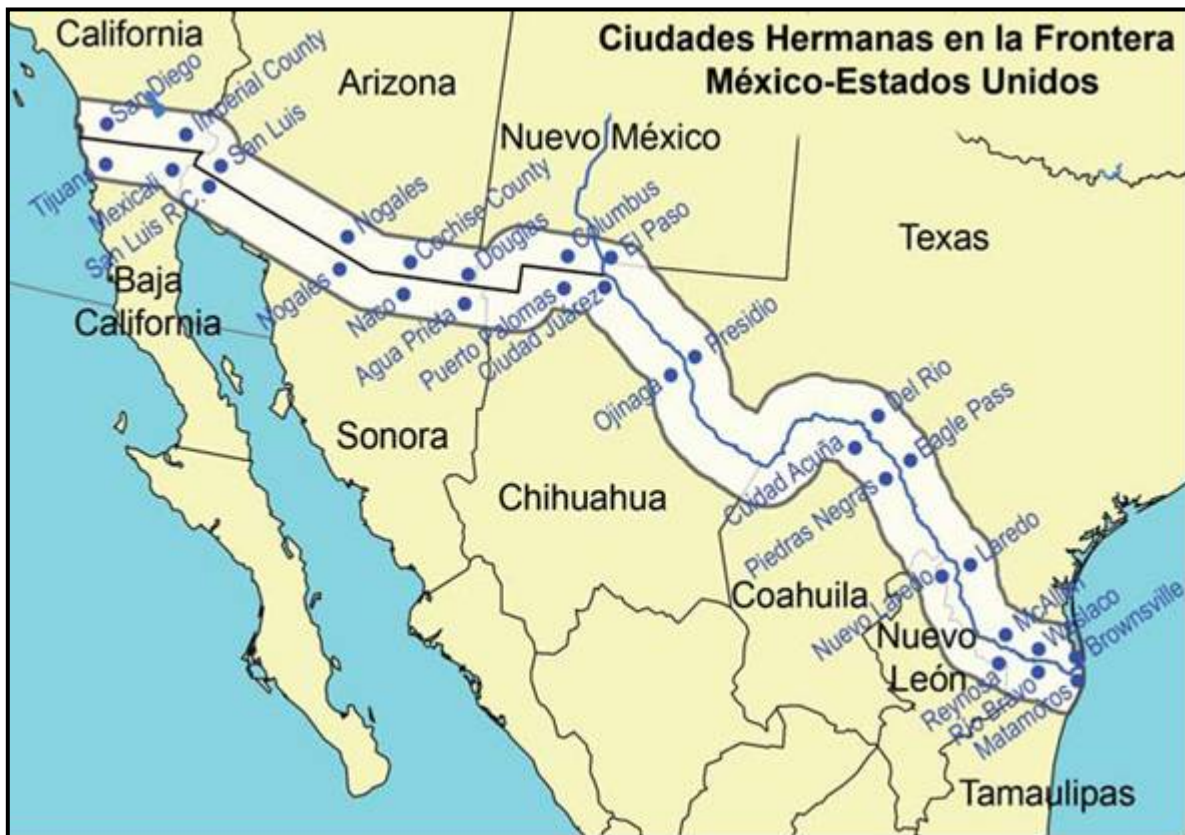 Ciudades Hermanas en la Frontera
México-Estados Unidos
California
Arizona
Nuevo México
Texas
San Diego
Imperial County
San Luis
Nogales
Cochise County
Douglas
Columbus
El Paso
Presidio
Del Rio
Eagle Pass
Laredo
McAllen
Weslaco
Brownsville
Tijuana
Mexicali
San Luis R.C.
Nogales
Naco
Agua Prieta
Puerto Palomas
Ciudad Juárez
Ojinaga
Cuidad Acuña
Piedras Negras
Nuevo Laredo
Reynosa
Río Bravo
Matamoros
Baja
California
Sonora
Chihuahua
Coahuila
Nuevo
León
Tamaulipas